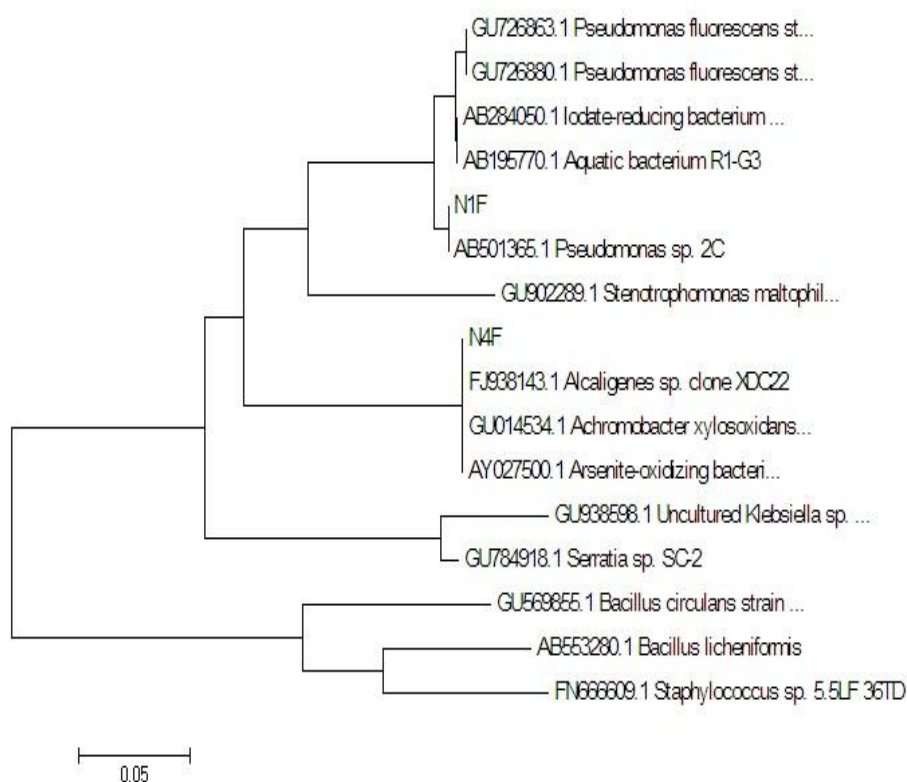 GU726863.1 Pseudomonas fluorescens st...
GU726880.1 Pseudomonas fluorescens st...
AB284050.1 Iodate-reducing bacterium ...
AB195770.1 Aquatic bacterium R1-G3
N1F
AB501365.1 Pseudomonas sp. 2C
GU902289.1 Stenotrophomonas maltophil...
N4F
FJ938143.1 Alcaligenes sp. clone XDC22
GU014534.1 Achromobacter xylosoxidans...
AY027500.1 Arsenite-oxidizing bacteri...
GU938598.1 Uncultured Klebsiella sp. ...
GU784918.1 Serratia sp. SC-2
GU569855.1 Bacillus circulans strain ...
AB553280.1 Bacillus licheniformis
FN666609.1 Staphylococcus sp. 5.5LF 36TD
0.05